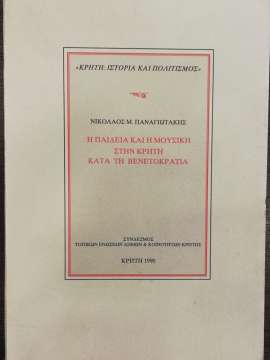 «ΚΡΗΤΗ: ΙΣΤΟΡΙΑ ΚΑΙ ΠΟΛΙΤΙΣΜΟΣ»
ΝΙΚΟΛΑΟΣ Μ. ΠΑΝΑΓΙΩΤΑΚΗΣ
Η ΠΑΙΔΕΙΑ ΚΑΙ Η ΜΟΥΣΙΚΗ
ΣΤΗΝ ΚΡΗΤΗ
ΚΑΤΑ ΤΗ ΒΕΝΕΤΟΚΡΑΤΙΑ
ΣΥΝΔΕΣΜΟΣ
ΤΟΠΙΚΩΝ ΕΝΩΣΕΩΝ ΔΗΜΩΝ & ΚΟΙΝΟΤΗΤΩΝ ΚΡΗΤΗΣ
ΚΡΗΤΗ 1990